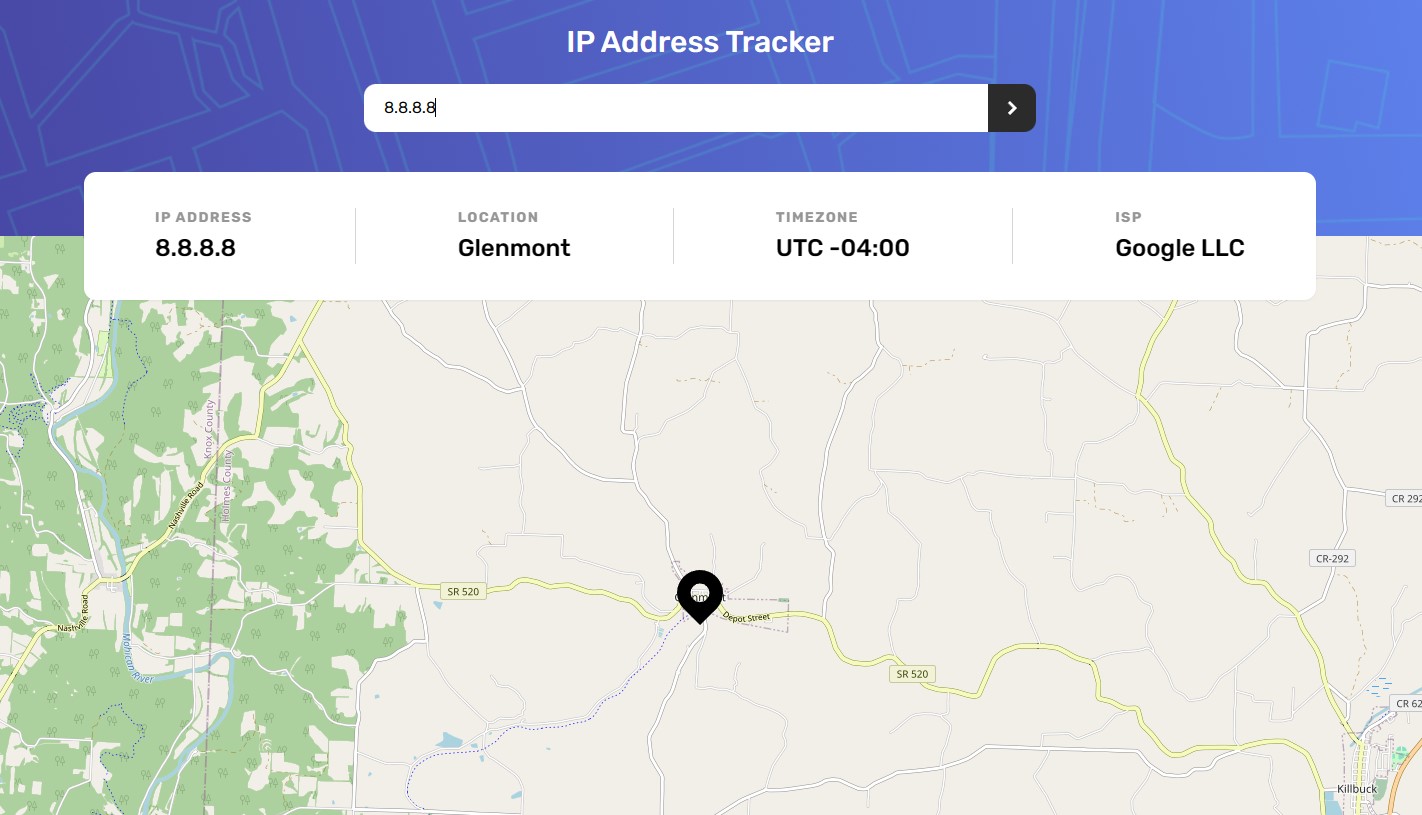 IP Address Tracker
8.8.8.8
IP ADDRESS
8.8.8.8
LOCATION
Glenmont
TIMEZONE
UTC -04:00
ISP
Google LLC
Knox County
Holmes County
Nashville Road
CR 292
CR-292
SR 520
Depot Street
Nashville Road
Mohican River
SR 520
CR 62
Killbuck